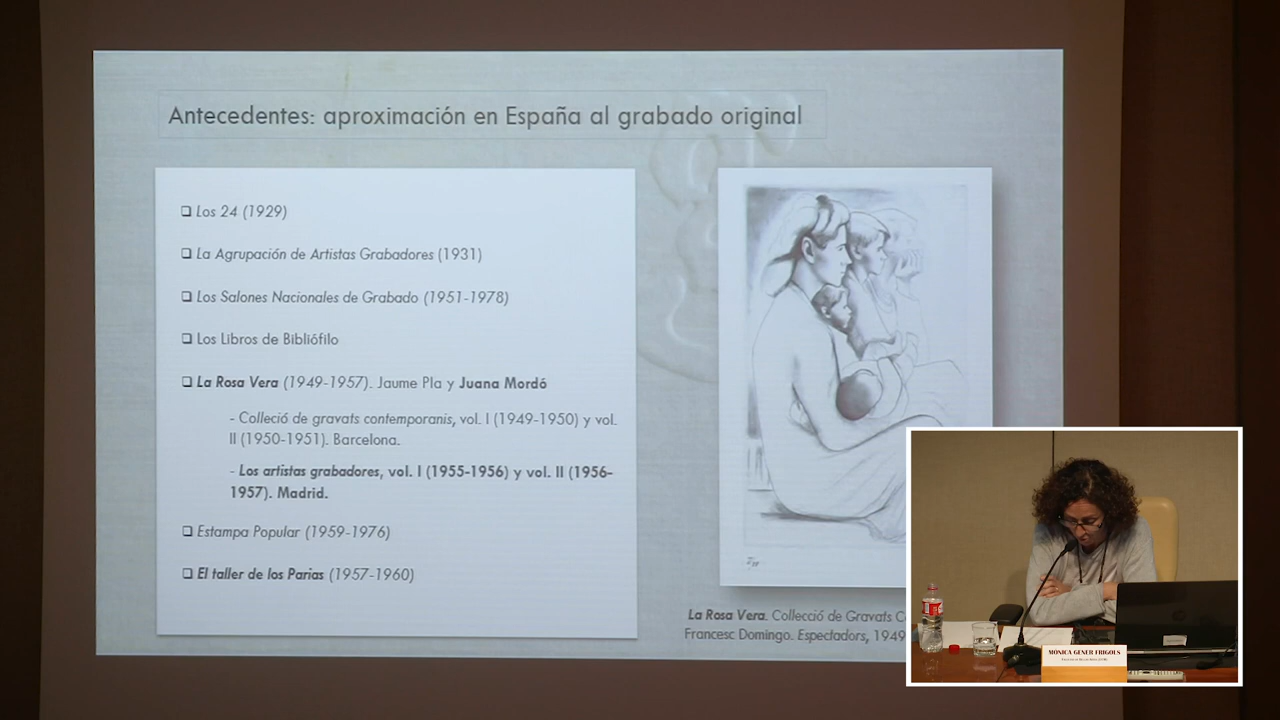 Antecedentes: aproximación en España al grabado original
❑ Los 24 (1929)
❑ La Agrupación de Artistas Grabadores (1931)
❑ Los Salones Nacionales de Grabado (1951-1978)
❑ Los Libros de Bibliófilo
❑ La Rosa Vera (1949-1957). Jaume Pla y Juana Mordó
- Colleció de gravats contemporanis, vol. I (1949-1950) y vol.
II (1950-1951). Barcelona.
- Los artistas grabadores, vol. I (1955-1956) y vol. II (1956-
1957). Madrid.
❑ Estampa Popular (1959-1976)
❑ El taller de los Parias (1957-1960)
La Rosa Vera. Collecció de Gravats C
Francesc Domingo. Espectadors, 1949
MÓNICA GENER FRIGOLS